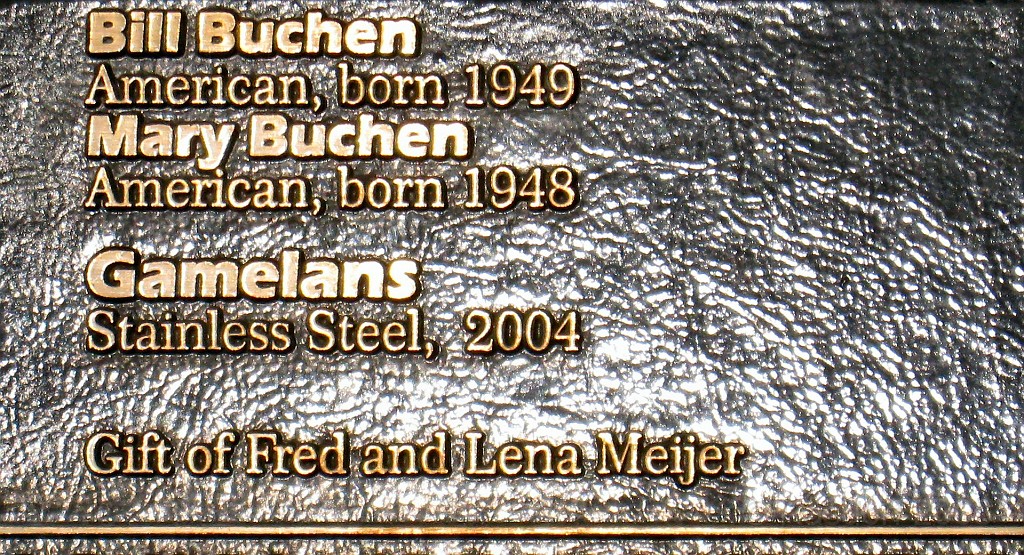 Bill Buchen
American, born 1949
Mary Buchen
American, born 1948
Gamelans
Stainless Steel, 2004
Gift of Fred and Lena Meijer